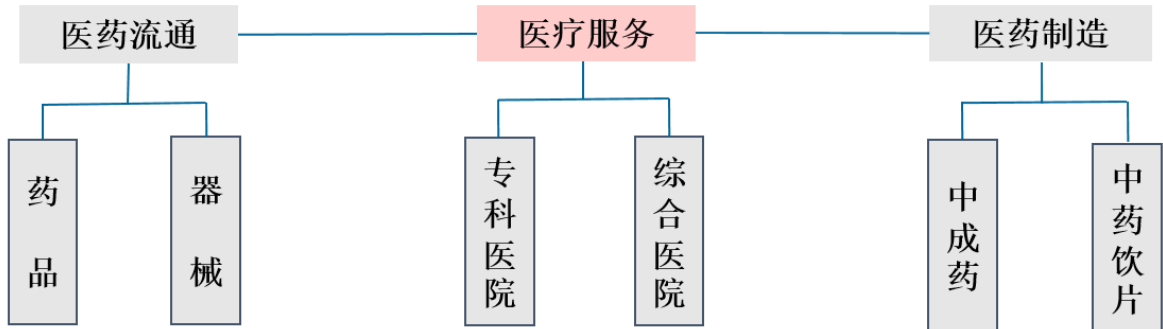 医药流通
医疗服务
医药制造
药品
器械
专科医院
综合医院
中成药
中药饮片